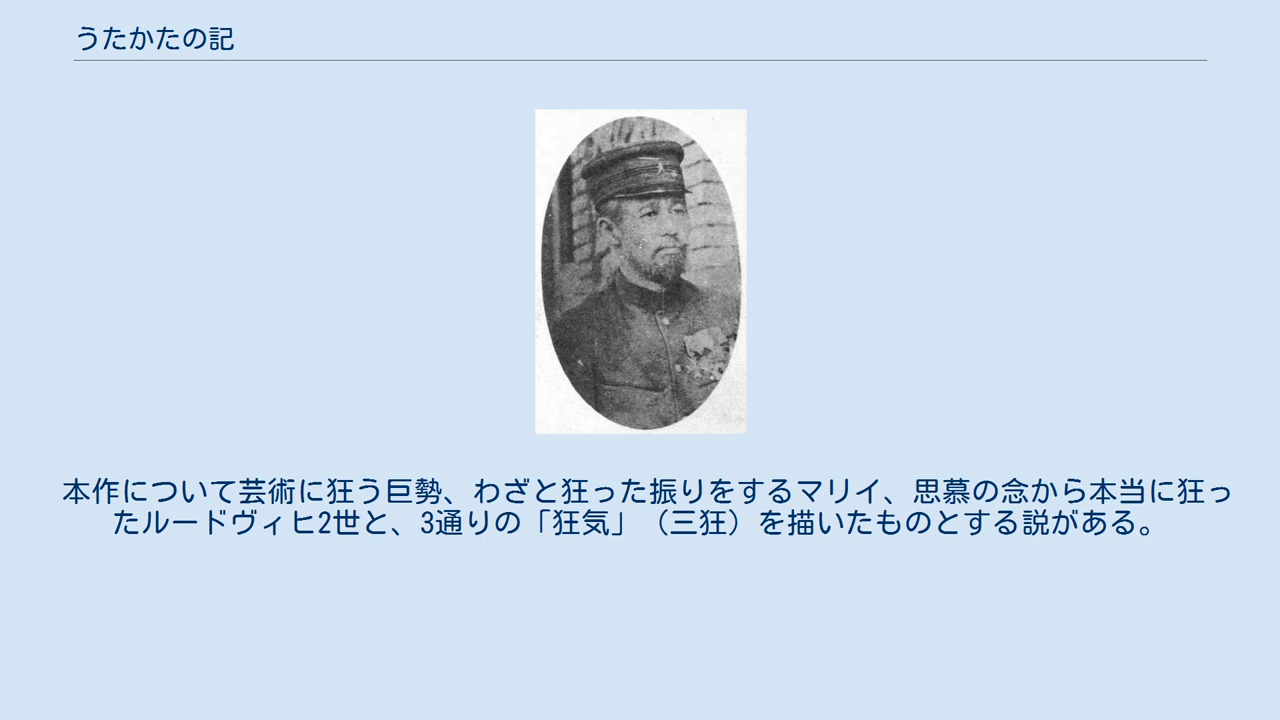 うたかたの記
本作について芸術に狂う巨勢、わざと狂った振りをするマリイ、思慕の念から本当に狂っ
たルードヴィヒ2世と、3通りの「狂気」（三狂）を描いたものとする説がある。